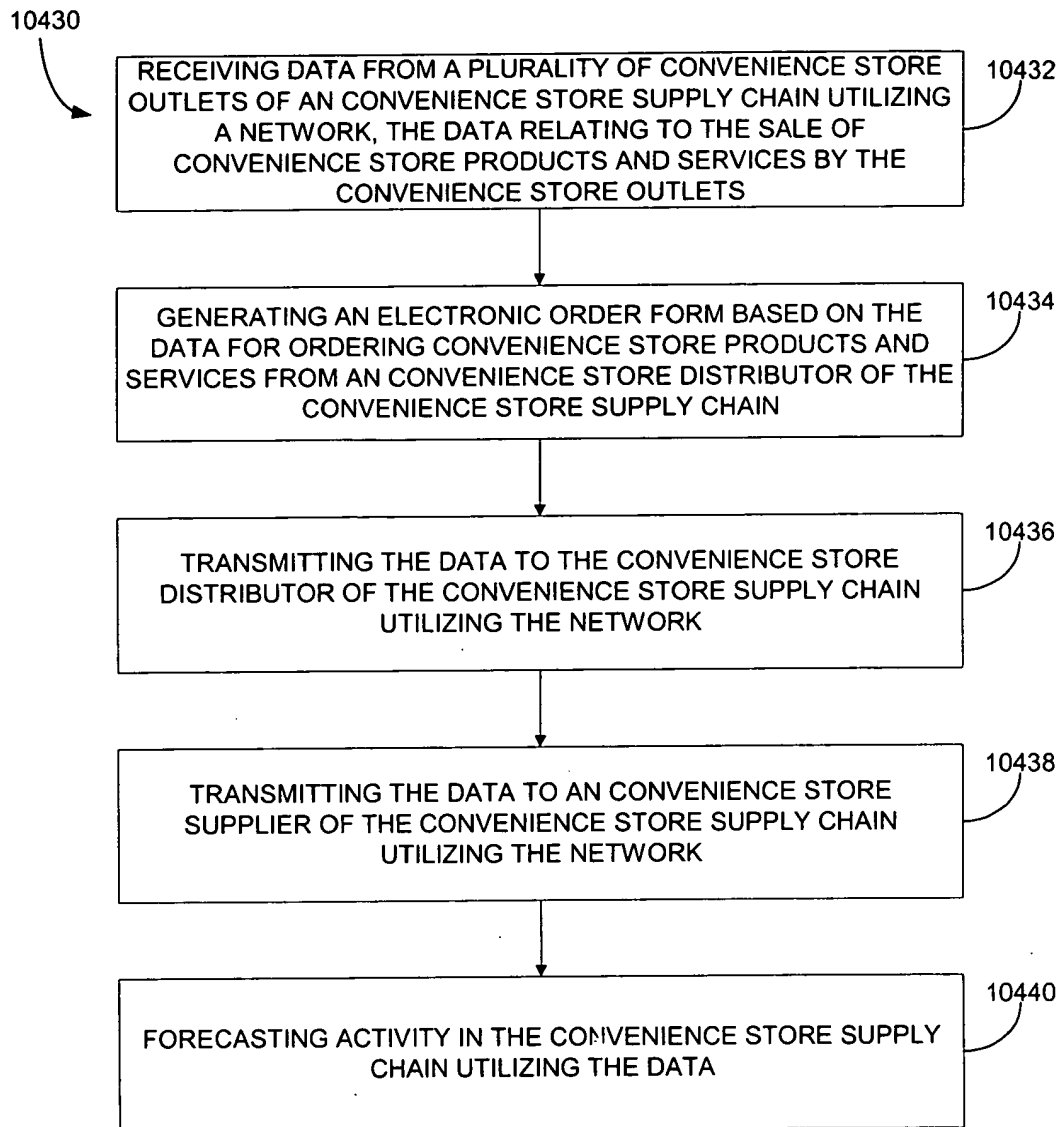 10430
RECEIVING DATA FROM A PLURALITY OF CONVENIENCE STORE
OUTLETS OF AN CONVENIENCE STORE SUPPLY CHAIN UTILIZING
A NETWORK, THE DATA RELATING TO THE SALE OF
CONVENIENCE STORE PRODUCTS AND SERVICES BY THE
CONVENIENCE STORE OUTLETS
10432
GENERATING AN ELECTRONIC ORDER FORM BASED ON THE
DATA FOR ORDERING CONVENIENCE STORE PRODUCTS AND
SERVICES FROM AN CONVENIENCE STORE DISTRIBUTOR OF THE
CONVENIENCE STORE SUPPLY CHAIN
10434
TRANSMITTING THE DATA TO THE CONVENIENCE STORE
DISTRIBUTOR OF THE CONVENIENCE STORE SUPPLY CHAIN
UTILIZING THE NETWORK
10436
TRANSMITTING THE DATA TO AN CONVENIENCE STORE
SUPPLIER OF THE CONVENIENCE STORE SUPPLY CHAIN
UTILIZING THE NETWORK
10438
FORECASTING ACTIVITY IN THE CONVENIENCE STORE SUPPLY
CHAIN UTILIZING THE DATA
10440